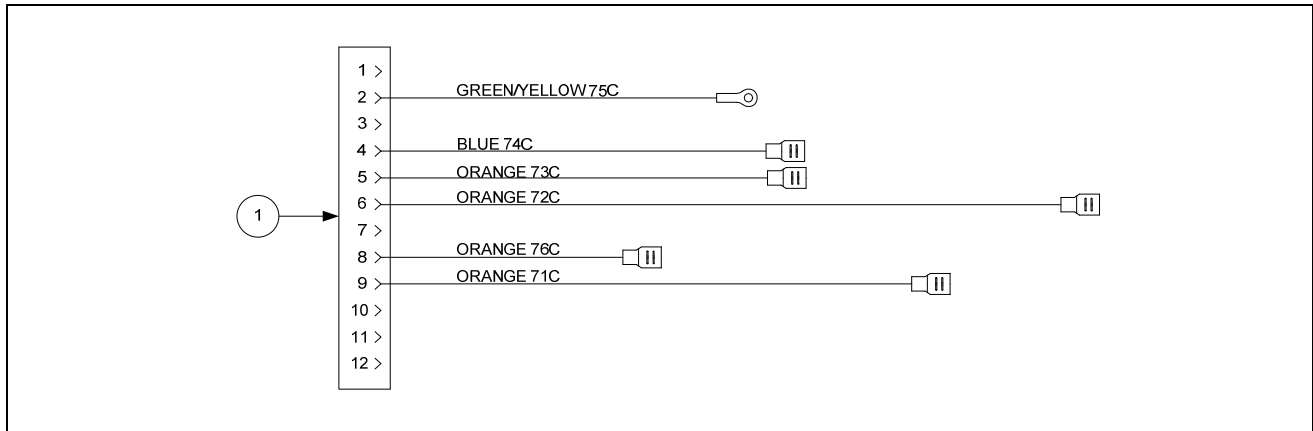 1 >
2 > GREEN/YELLOW 75C
3 >
4 > BLUE 74C
5 > ORANGE 73C
6 > ORANGE 72C
1
7 >
8 > ORANGE 76C
9 > ORANGE 71C
10 >
11 >
12 >